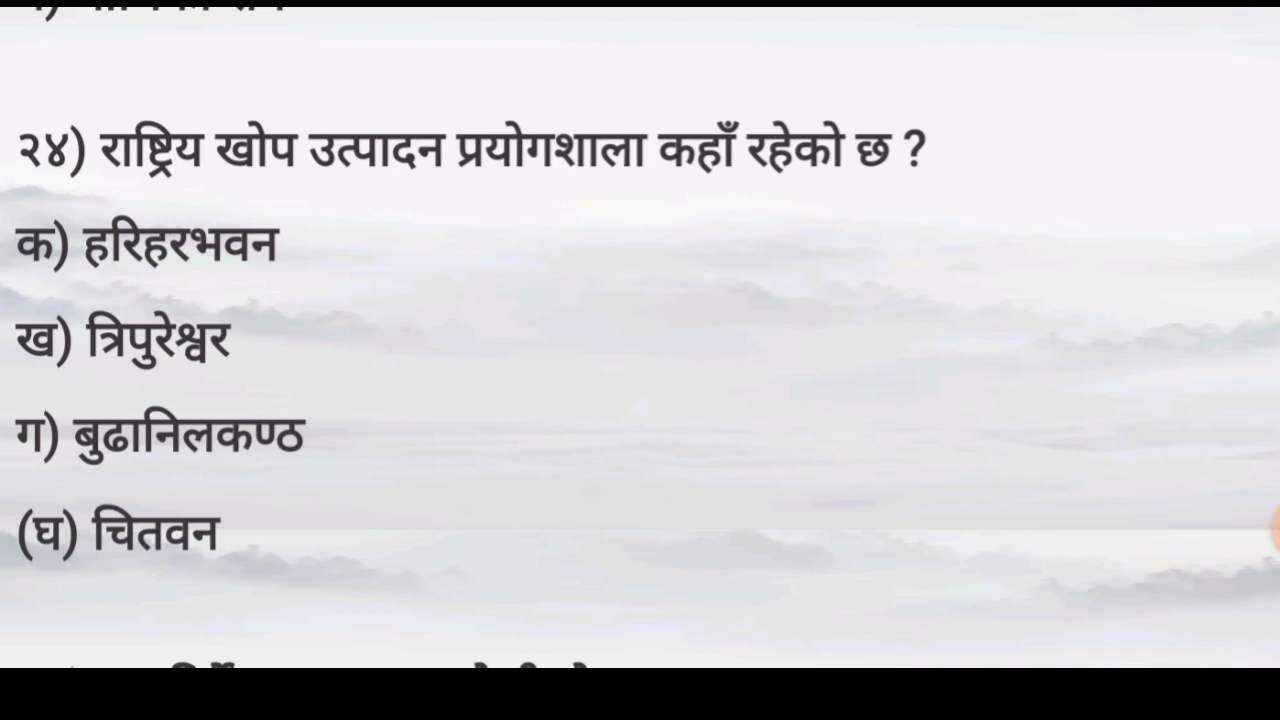 २४) राष्ट्रिय खोप उत्पादन प्रयोगशाला कहाँ रहेको छ ?
क) हरिहरभवन
ख) त्रिपुरेश्वर
ग) बुढानिलकण्ठ
(घ) चितवन